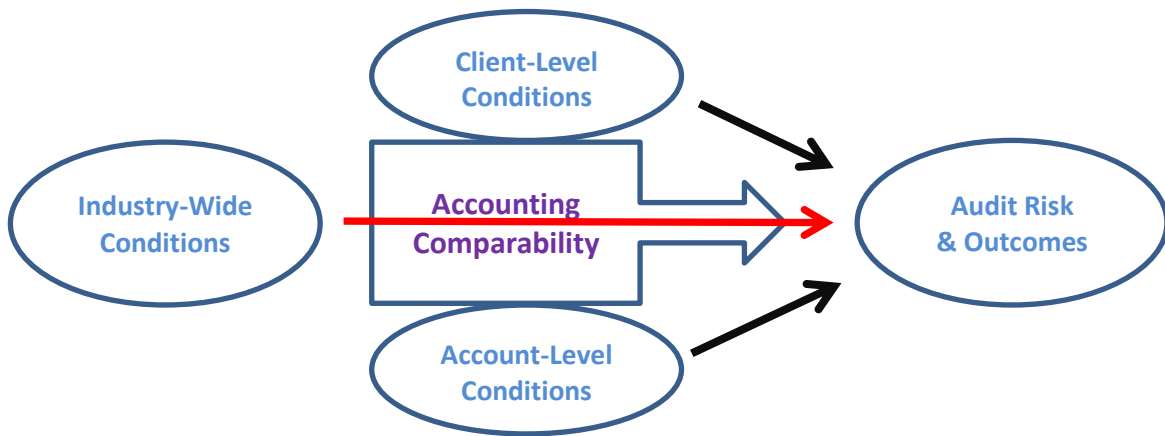 Client-Level
Conditions
Industry-Wide
Conditions
Accounting
Comparability
Audit Risk
& Outcomes
Account-Level
Conditions